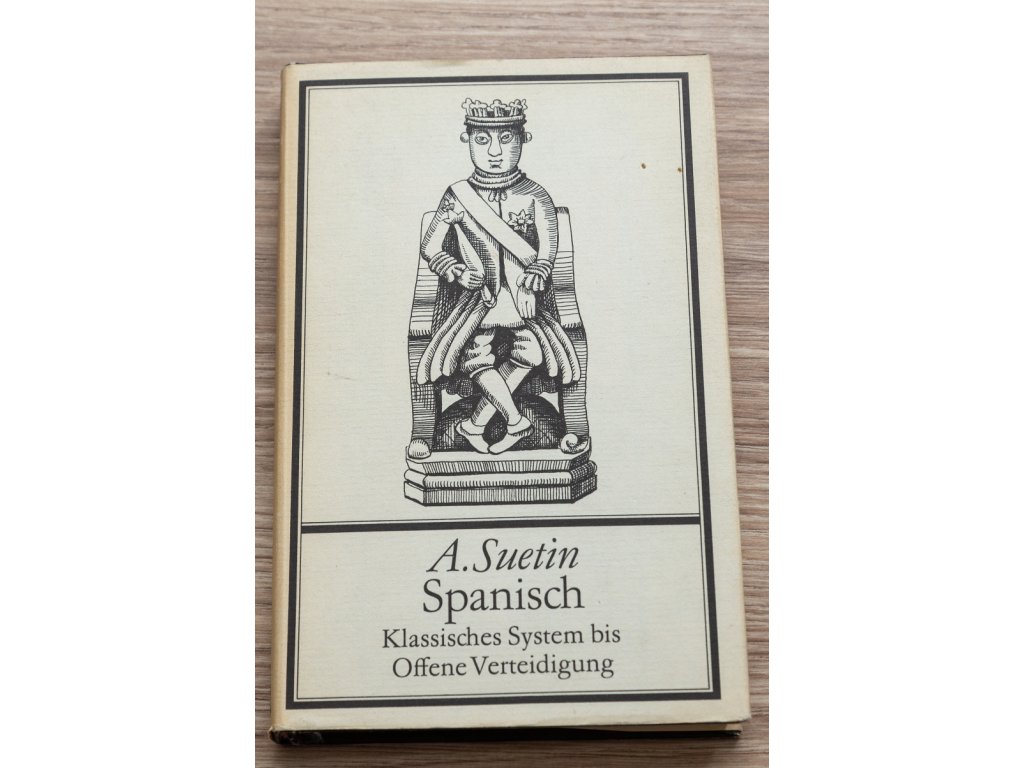 A. Suetin
Spanisch
Klassisches System bis
Offene Verteidigung